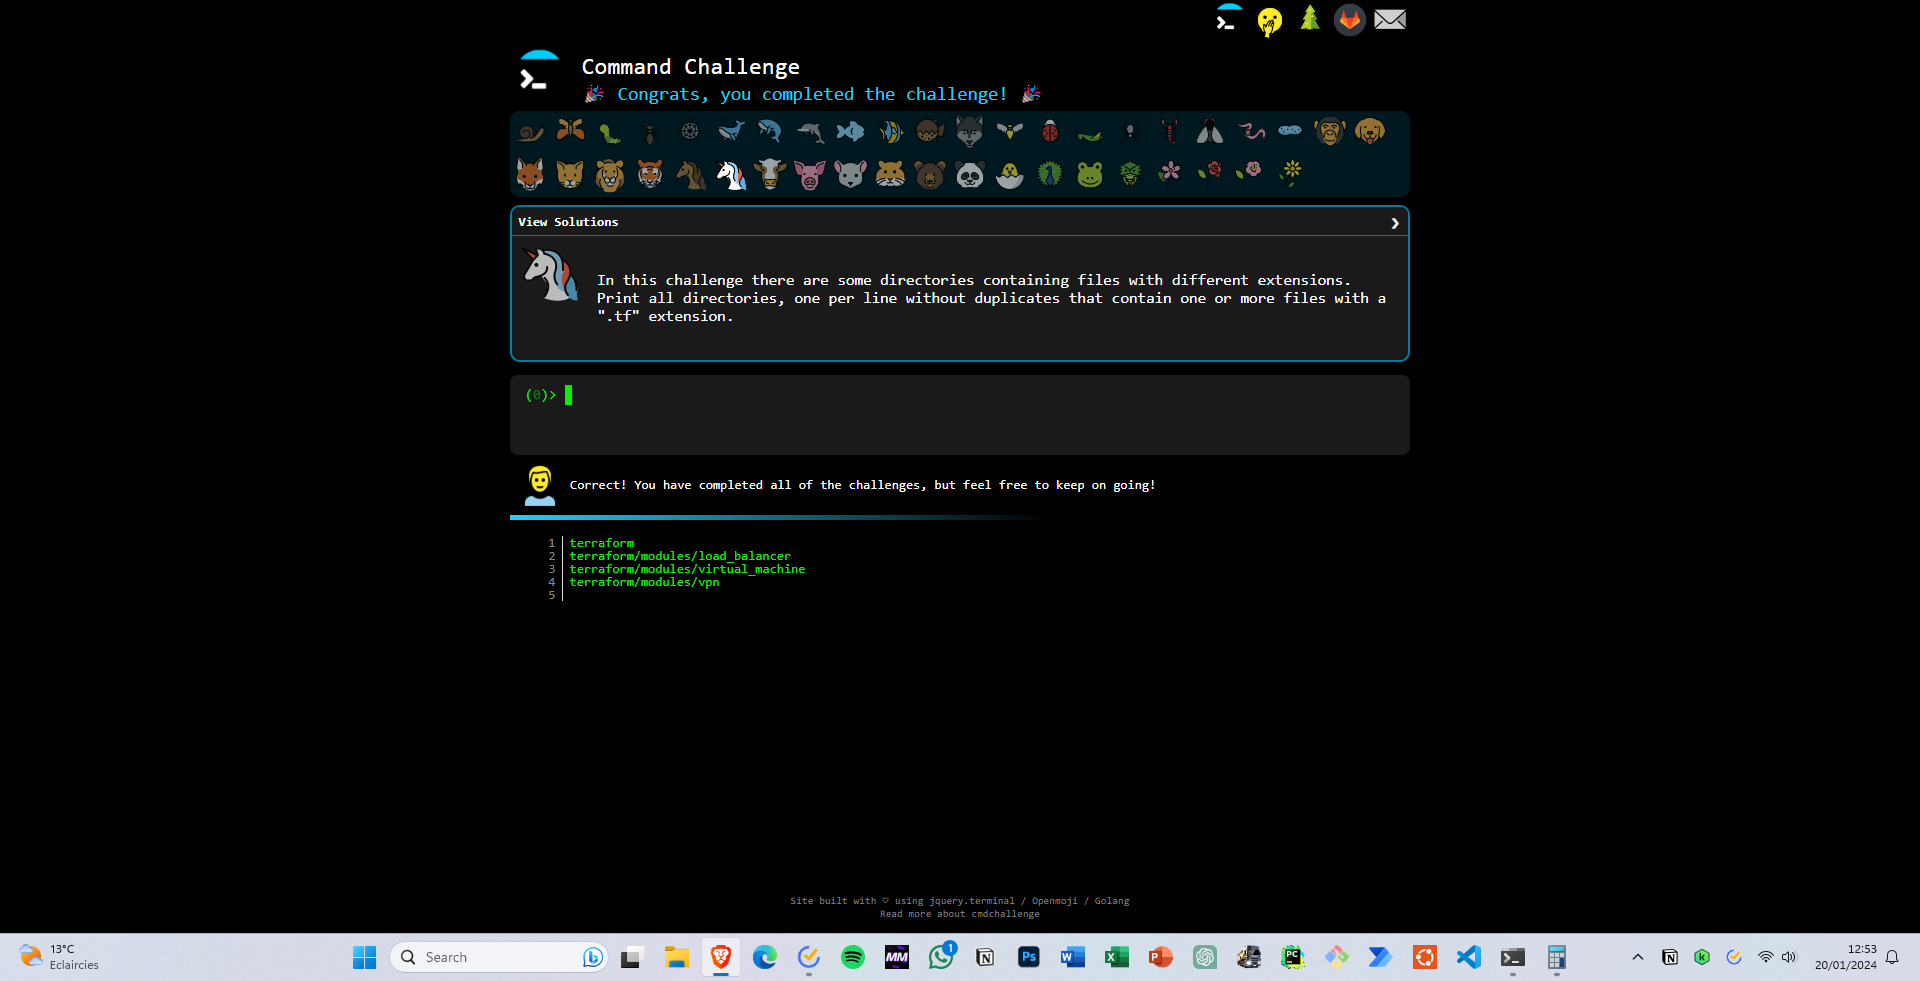 Command Challenge
🎉 Congrats, you completed the challenge! 🎉
View Solutions
In this challenge there are some directories containing files with different extensions.
Print all directories, one per line without duplicates that contain one or more files with a
".tf" extension.
(0)>
Correct! You have completed all of the challenges, but feel free to keep on going!
1 terraform
2 terraform/modules/load_balancer
3 terraform/modules/virtual_machine
4 terraform/modules/vpn
5
Site built with ♡ using jquery.terminal / Openmoji / Golang
Read more about cmdchallenge
13°C
Eclaircies
Search
MM
1
Ps
W
X
P
PC
12:53
20/01/2024